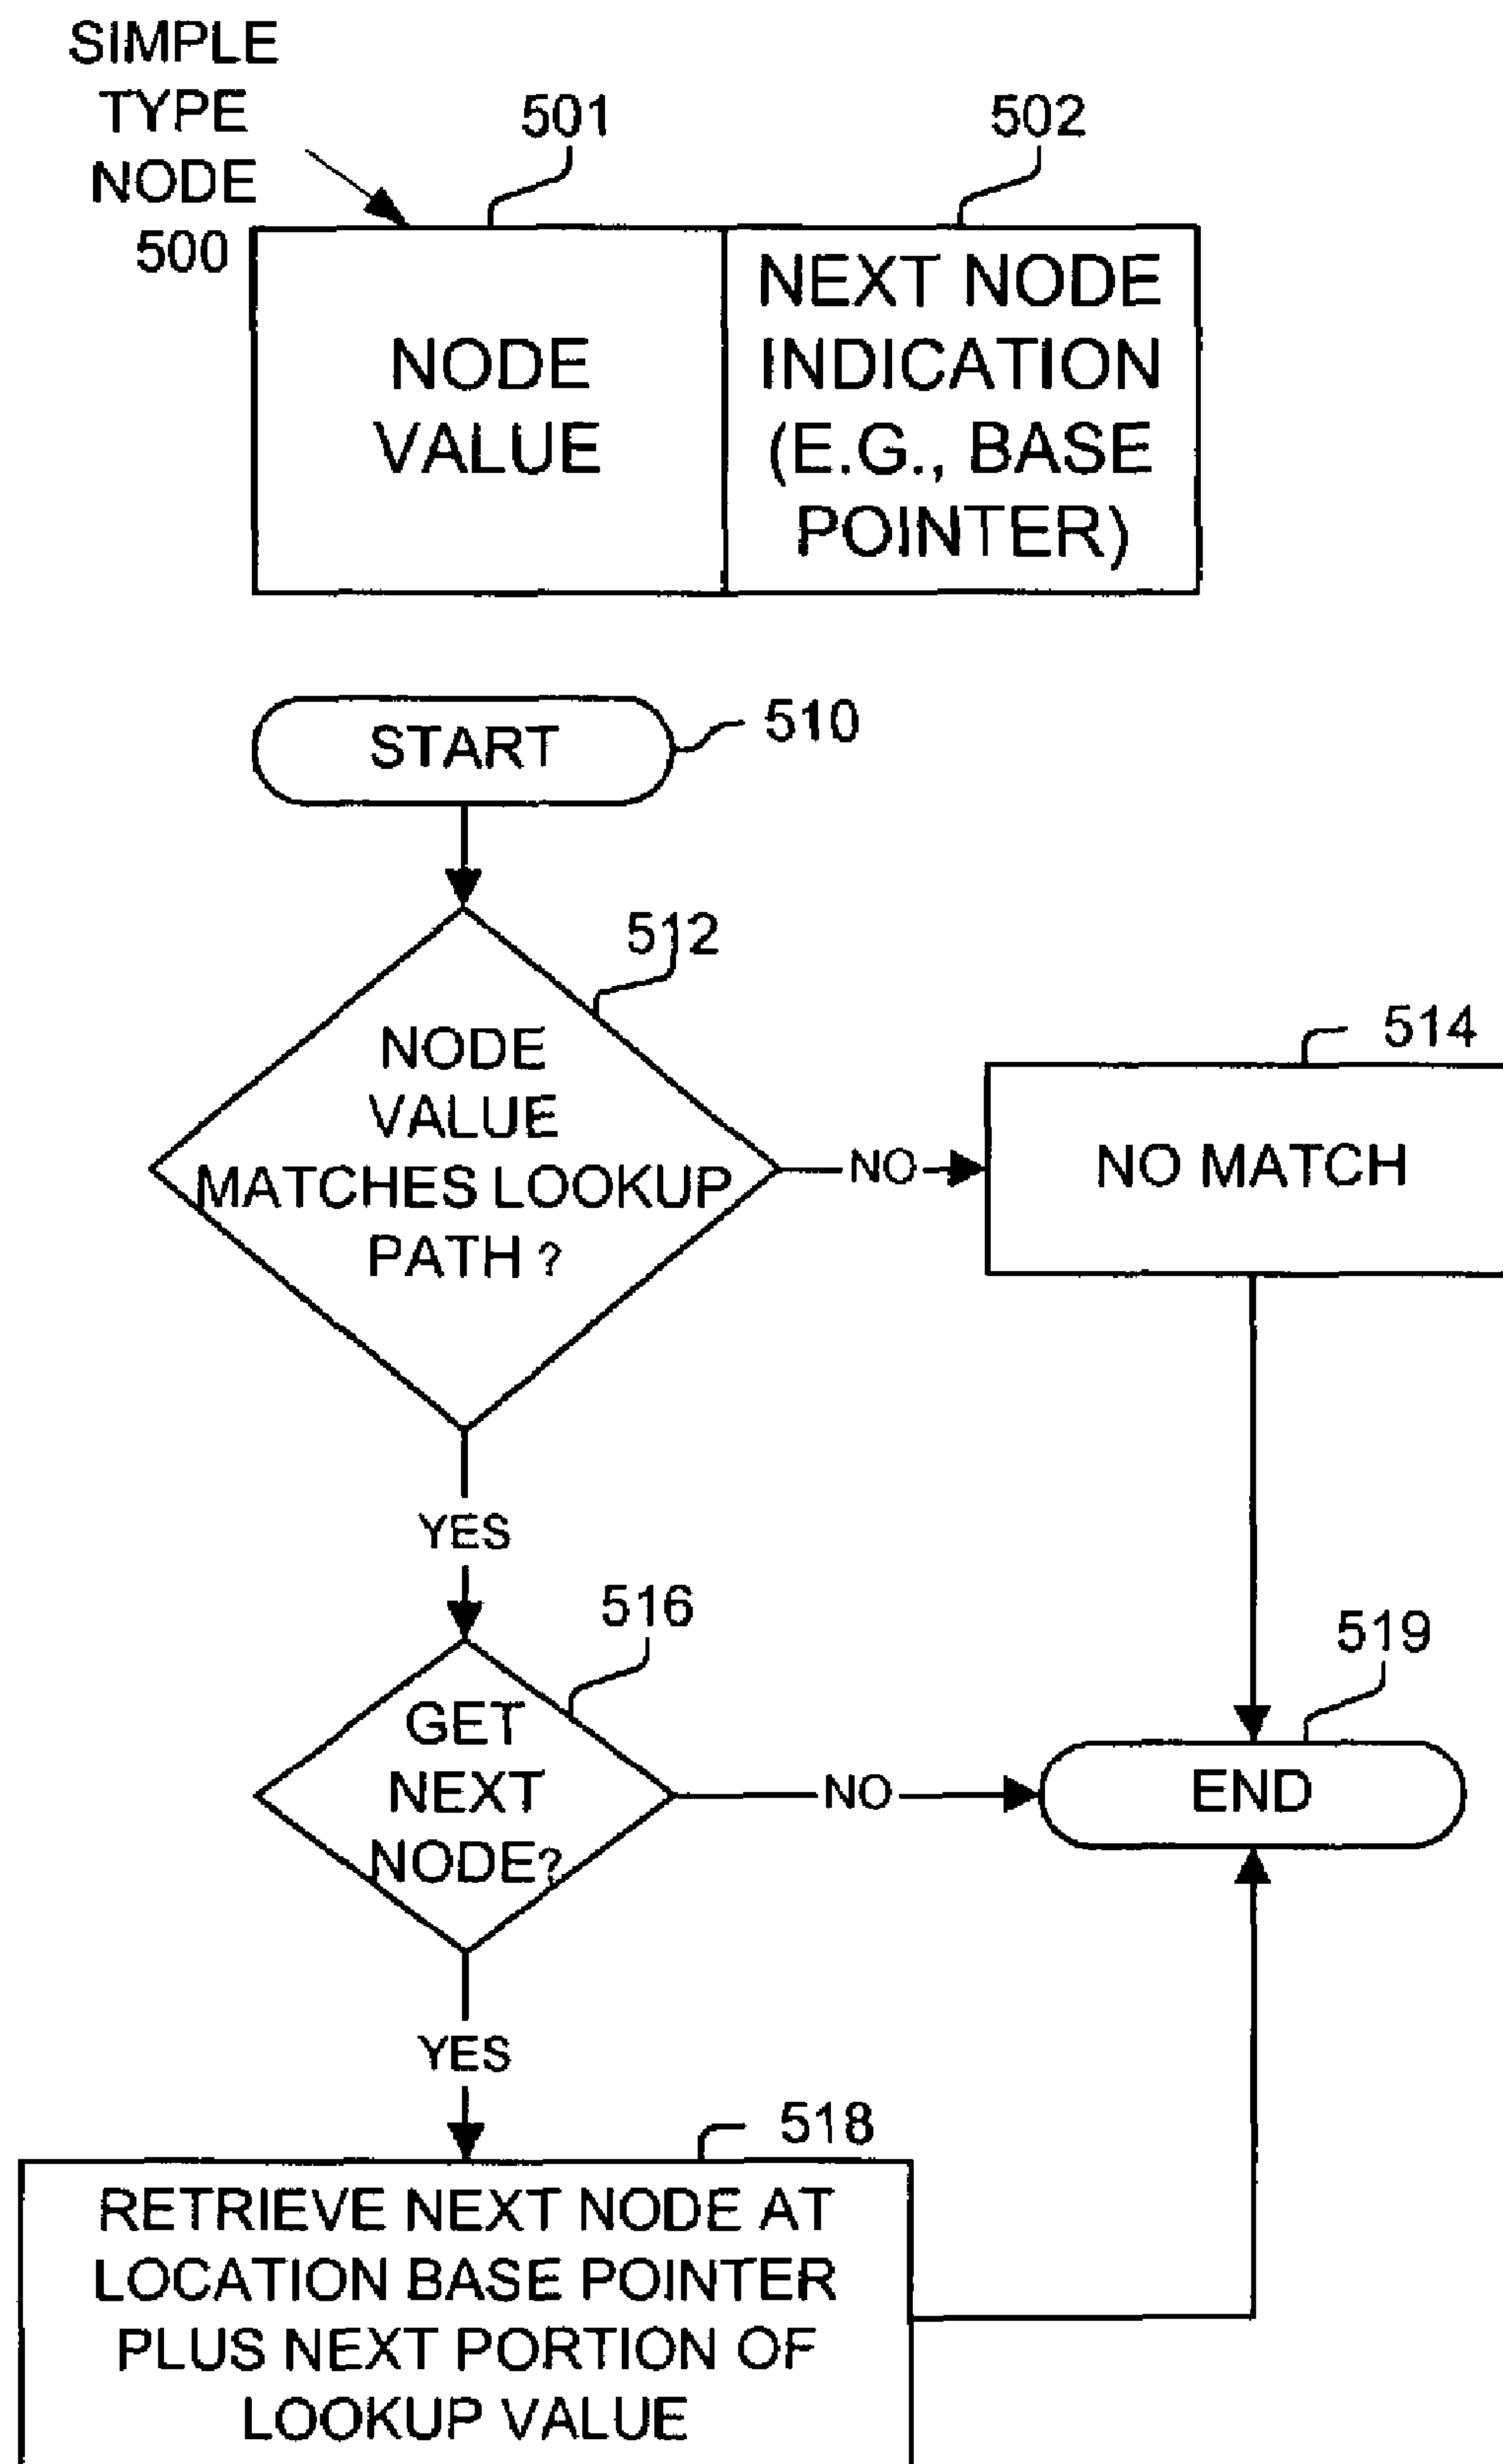 SIMPLE
TYPE
NODE
500
501
502
NODE
VALUE
NEXT NODE
INDICATION
(E.G., BASE
POINTER)
START
510
512
NODE
VALUE
MATCHES LOOKUP
PATH ?
NO
514
NO MATCH
YES
516
GET
NEXT
NODE?
NO
519
END
YES
518
RETRIEVE NEXT NODE AT
LOCATION BASE POINTER
PLUS NEXT PORTION OF
LOOKUP VALUE